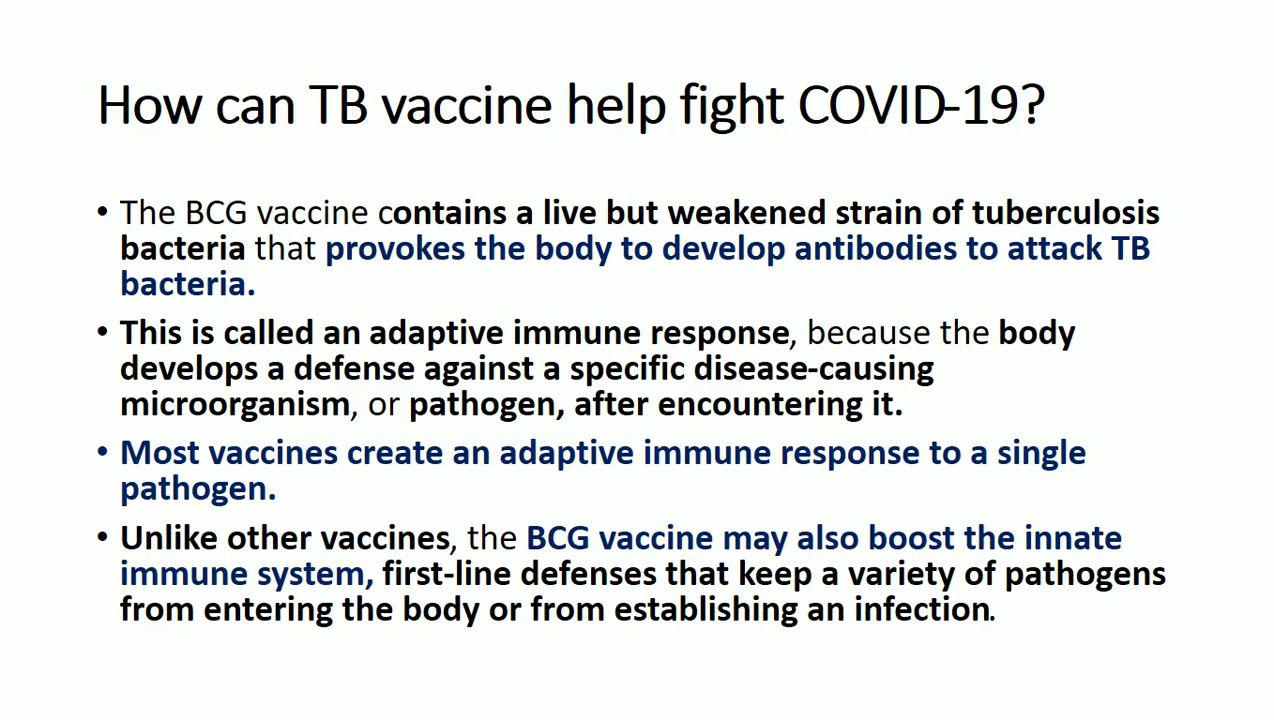 How can TB vaccine help fight COVID-19?
• The BCG vaccine contains a live but weakened strain of tuberculosis
bacteria that provokes the body to develop antibodies to attack TB
bacteria.
• This is called an adaptive immune response, because the body
develops a defense against a specific disease-causing
microorganism, or pathogen, after encountering it.
• Most vaccines create an adaptive immune response to a single
pathogen.
• Unlike other vaccines, the BCG vaccine may also boost the innate
immune system, first-line defenses that keep a variety of pathogens
from entering the body or from establishing an infection.